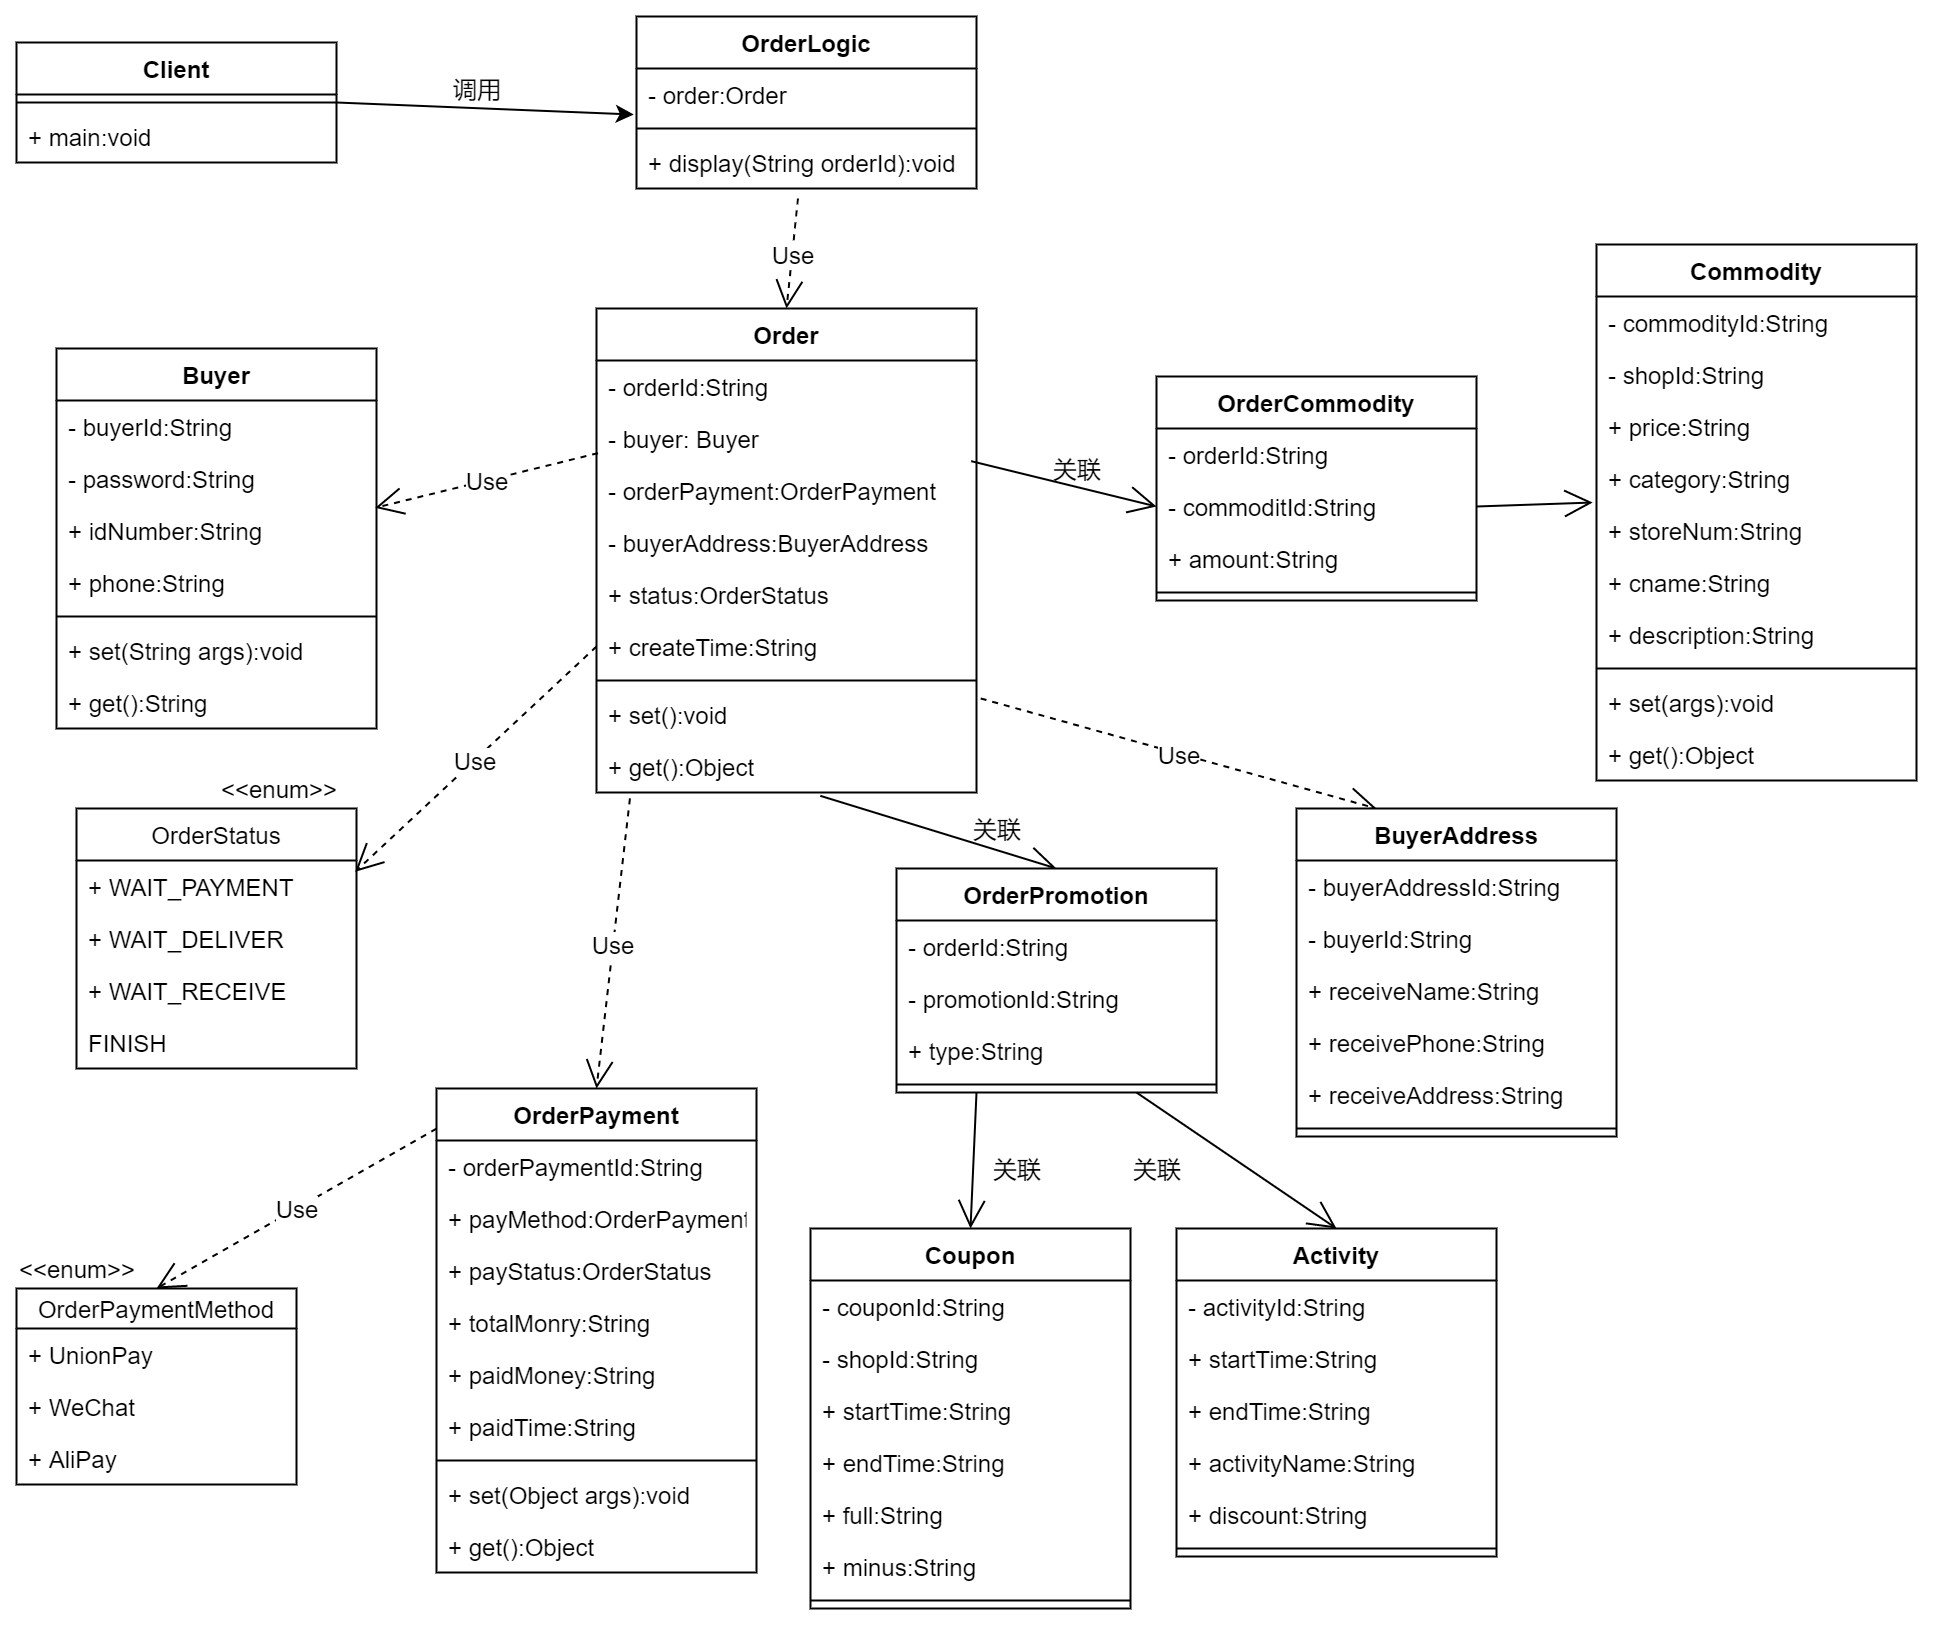 Client
+ main:void
调用
OrderLogic
- order:Order
+ display(String orderId):void
Use
Order
- orderId:String
- buyer: Buyer
- orderPayment:OrderPayment
- buyerAddress:BuyerAddress
+ status:OrderStatus
+ createTime:String
+ set():void
+ get():Object
Use
Buyer
- buyerId:String
- password:String
+ idNumber:String
+ phone:String
+ set(String args):void
+ get():String
关联
OrderCommodity
- orderId:String
- commoditId:String
+ amount:String
Commodity
- commodityId:String
- shopId:String
+ price:String
+ category:String
+ storeNum:String
+ cname:String
+ description:String
+ set(args):void
+ get():Object
Use
<<enum>>
OrderStatus
+ WAIT_PAYMENT
+ WAIT_DELIVER
+ WAIT_RECEIVE
FINISH
Use
关联
OrderPromotion
- orderId:String
- promotionId:String
+ type:String
Use
BuyerAddress
- buyerAddressId:String
- buyerId:String
+ receiveName:String
+ receivePhone:String
+ receiveAddress:String
OrderPayment
- orderPaymentId:String
+ payMethod:OrderPayment
+ payStatus:OrderStatus
+ totalMonry:String
+ paidMoney:String
+ paidTime:String
+ set(Object args):void
+ get():Object
Use
<<enum>>
OrderPaymentMethod
+ UnionPay
+ WeChat
+ AliPay
关联
关联
Coupon
- couponId:String
- shopId:String
+ startTime:String
+ endTime:String
+ full:String
+ minus:String
Activity
- activityId:String
+ startTime:String
+ endTime:String
+ activityName:String
+ discount:String